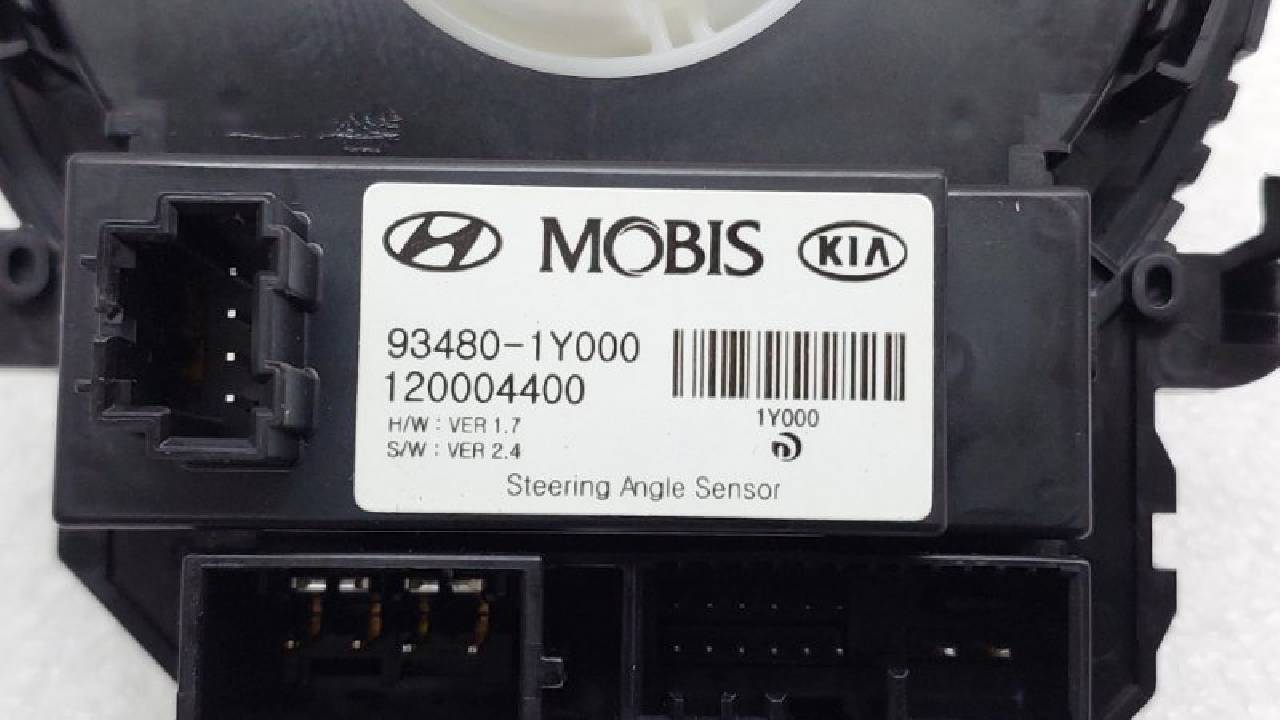 MOBIS KIA
93480-1Y000
120004400
H/W : VER 1.7
S/W : VER 2.4
1Y000
Steering Angle Sensor